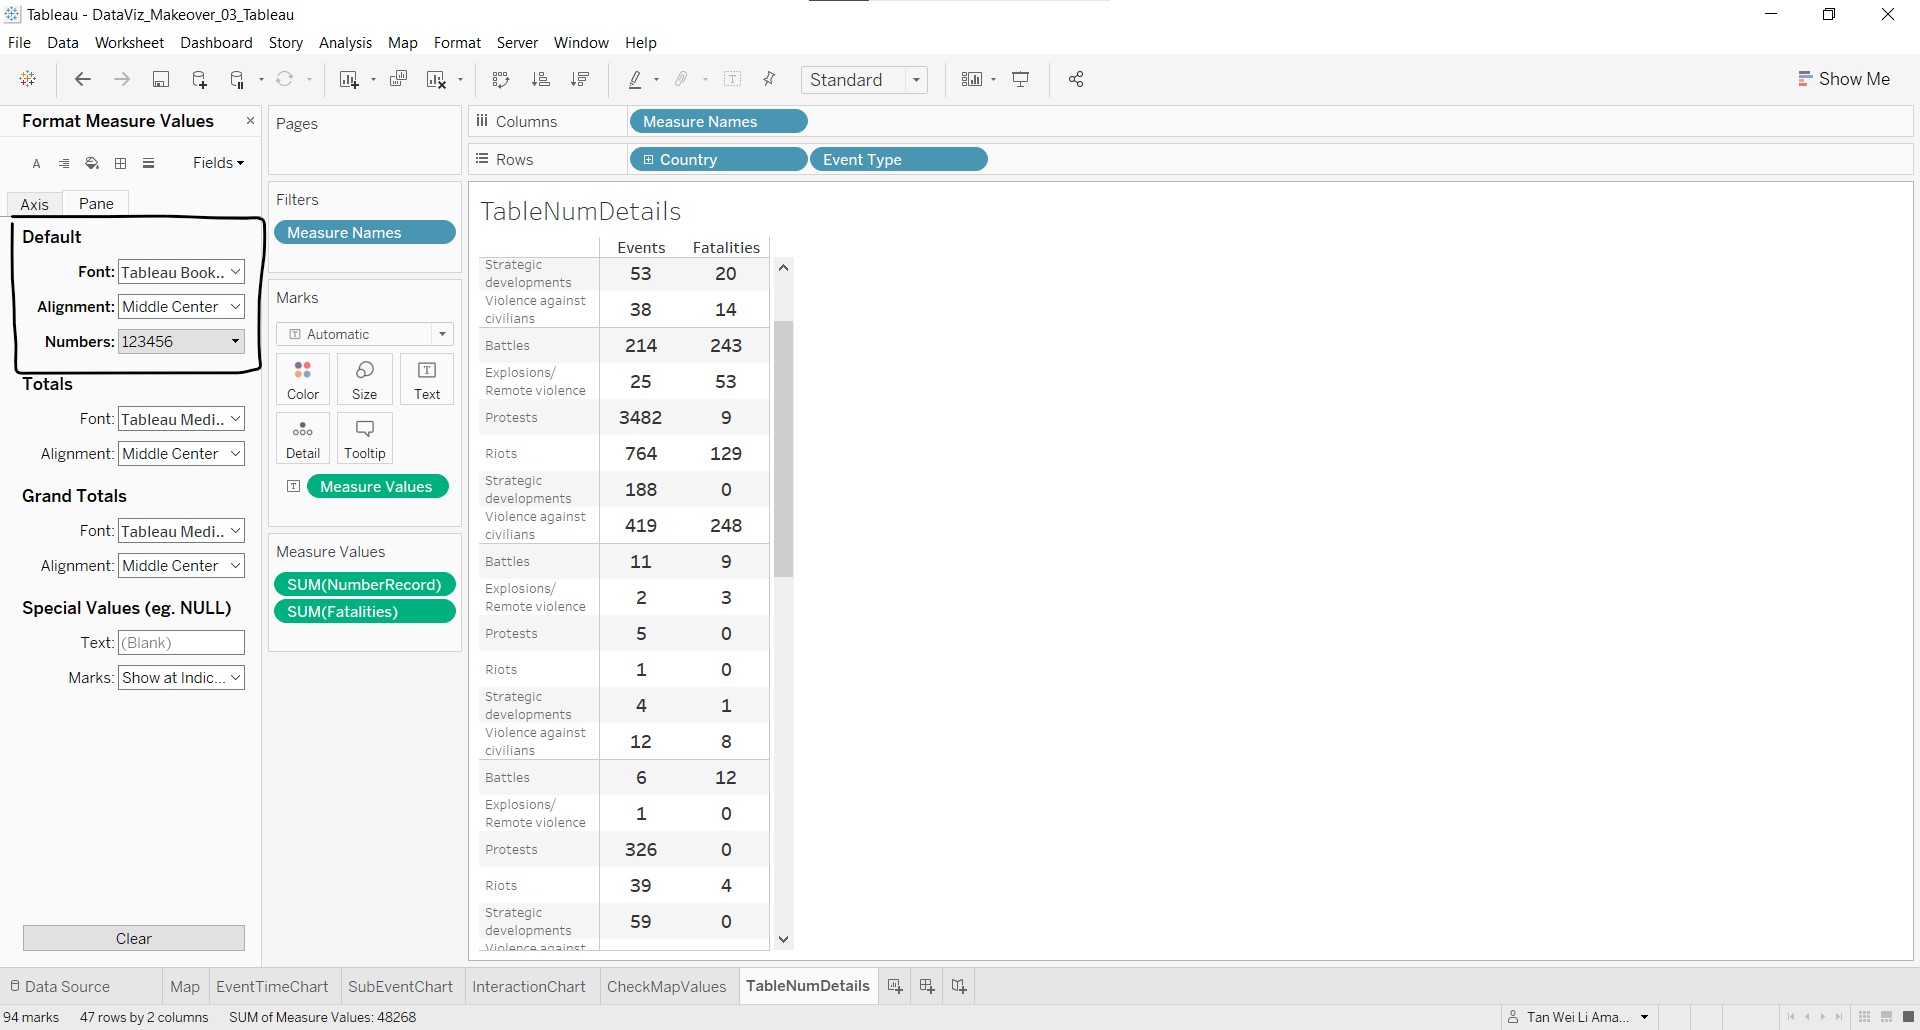 Tableau - DataViz_Makeover_03_Tableau
File Data Worksheet Dashboard Story Analysis Map Format Server Window Help
Standard
Show Me
Format Measure Values
Fields
Axis Pane
Default
Font: Tableau Book..
Alignment: Middle Center
Numbers: 123456
Totals
Font: Tableau Medi..
Alignment: Middle Center
Grand Totals
Font: Tableau Medi..
Alignment: Middle Center
Special Values (eg. NULL)
Text: (Blank)
Marks: Show at Indic...
Clear
Pages
Filters
Measure Names
Marks
Automatic
Color Size Text
Detail Tooltip
Measure Values
Measure Values
SUM(NumberRecord)
SUM(Fatalities)
Columns Measure Names
Rows Country Event Type
TableNumDetails
Events Fatalities
Strategic
developments 53 20
Violence against
civilians 38 14
Battles 214 243
Explosions/
Remote violence 25 53
Protests 3482 9
Riots 764 129
Strategic
developments 188 0
Violence against
civilians 419 248
Battles 11 9
Explosions/
Remote violence 2 3
Protests 5 0
Riots 1 0
Strategic
developments 4 1
Violence against
civilians 12 8
Battles 6 12
Explosions/
Remote violence 1 0
Protests 326 0
Riots 39 4
Strategic
developments 59 0
Violence against
Data Source Map EventTimeChart SubEventChart InteractionChart CheckMapValues TableNumDetails
94 marks 47 rows by 2 columns SUM of Measure Values: 48268 Tan Wei Li Ama...